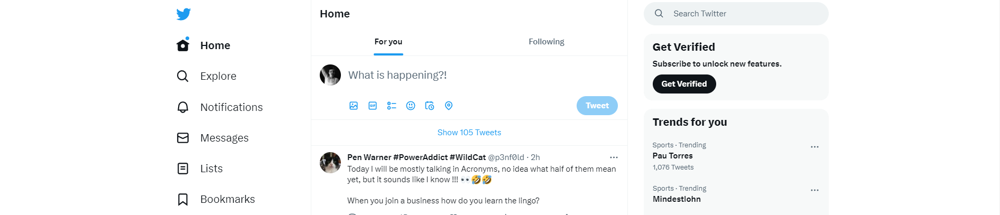 Home
Explore
Notifications
Messages
Lists
Bookmarks
Home
For you
Following
What is happening?!
GIF
Tweet
Show 105 Tweets
Pen Warner #PowerAddict #WildCat @p3nf0ld · 2h
Today I will be mostly talking in Acronyms, no idea what half of them mean
yet, but it sounds like I know !!! 👀🤣🤣
When you join a business how do you learn the lingo?
Search Twitter
Get Verified
Subscribe to unlock new features.
Get Verified
Trends for you
Sports · Trending
Pau Torres
1,076 Tweets
Sports · Trending
Mindestlohn